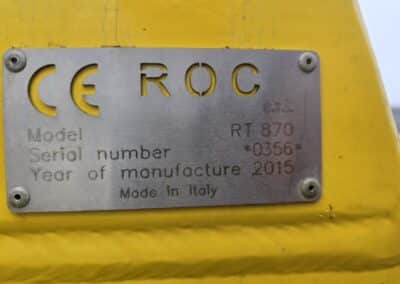 CE ROC
s.r.l.
Model RT 870
Serial number *0356*
Year of manufacture 2015
Made in Italy